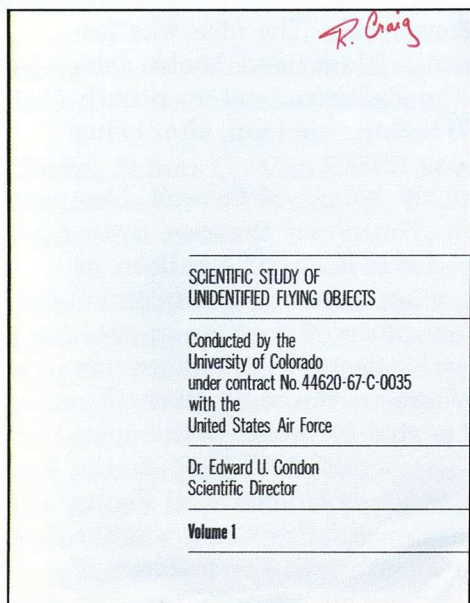 R. Craig
SCIENTIFIC STUDY OF
UNIDENTIFIED FLYING OBJECTS
Conducted by the
University of Colorado
under contract No. 44620-67-C-0035
with the
United States Air Force
Dr. Edward U. Condon
Scientific Director
Volume 1